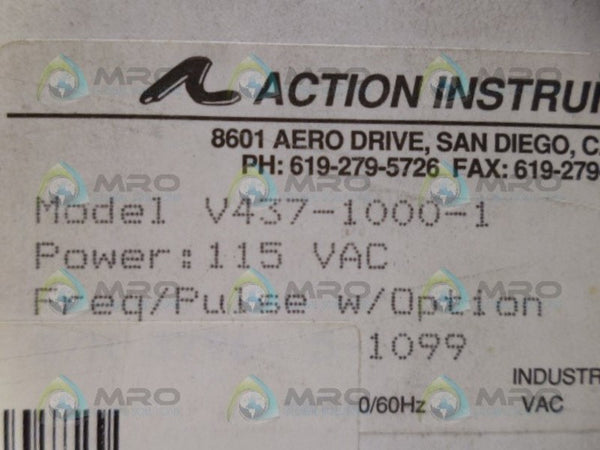 ACTION INSTRU
8601 AERO DRIVE, SAN DIEGO, C
PH: 619-279-5726 FAX: 619-279-
Model V437-1000-1
Power: 115 VAC
Freq/Pulse w/Option
1099
INDUSTR
0/60Hz VAC
MRO